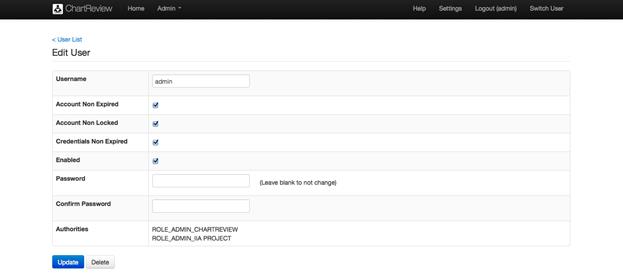 ChartReview Home Admin Help Settings Logout (admin) Switch User
< User List
Edit User
Username admin
Account Non Expired
Account Non Locked
Credentials Non Expired
Enabled
Password (Leave blank to not change)
Confirm Password
Authorities ROLE_ADMIN_CHARTREVIEW
ROLE_ADMIN_IIA PROJECT
Update Delete